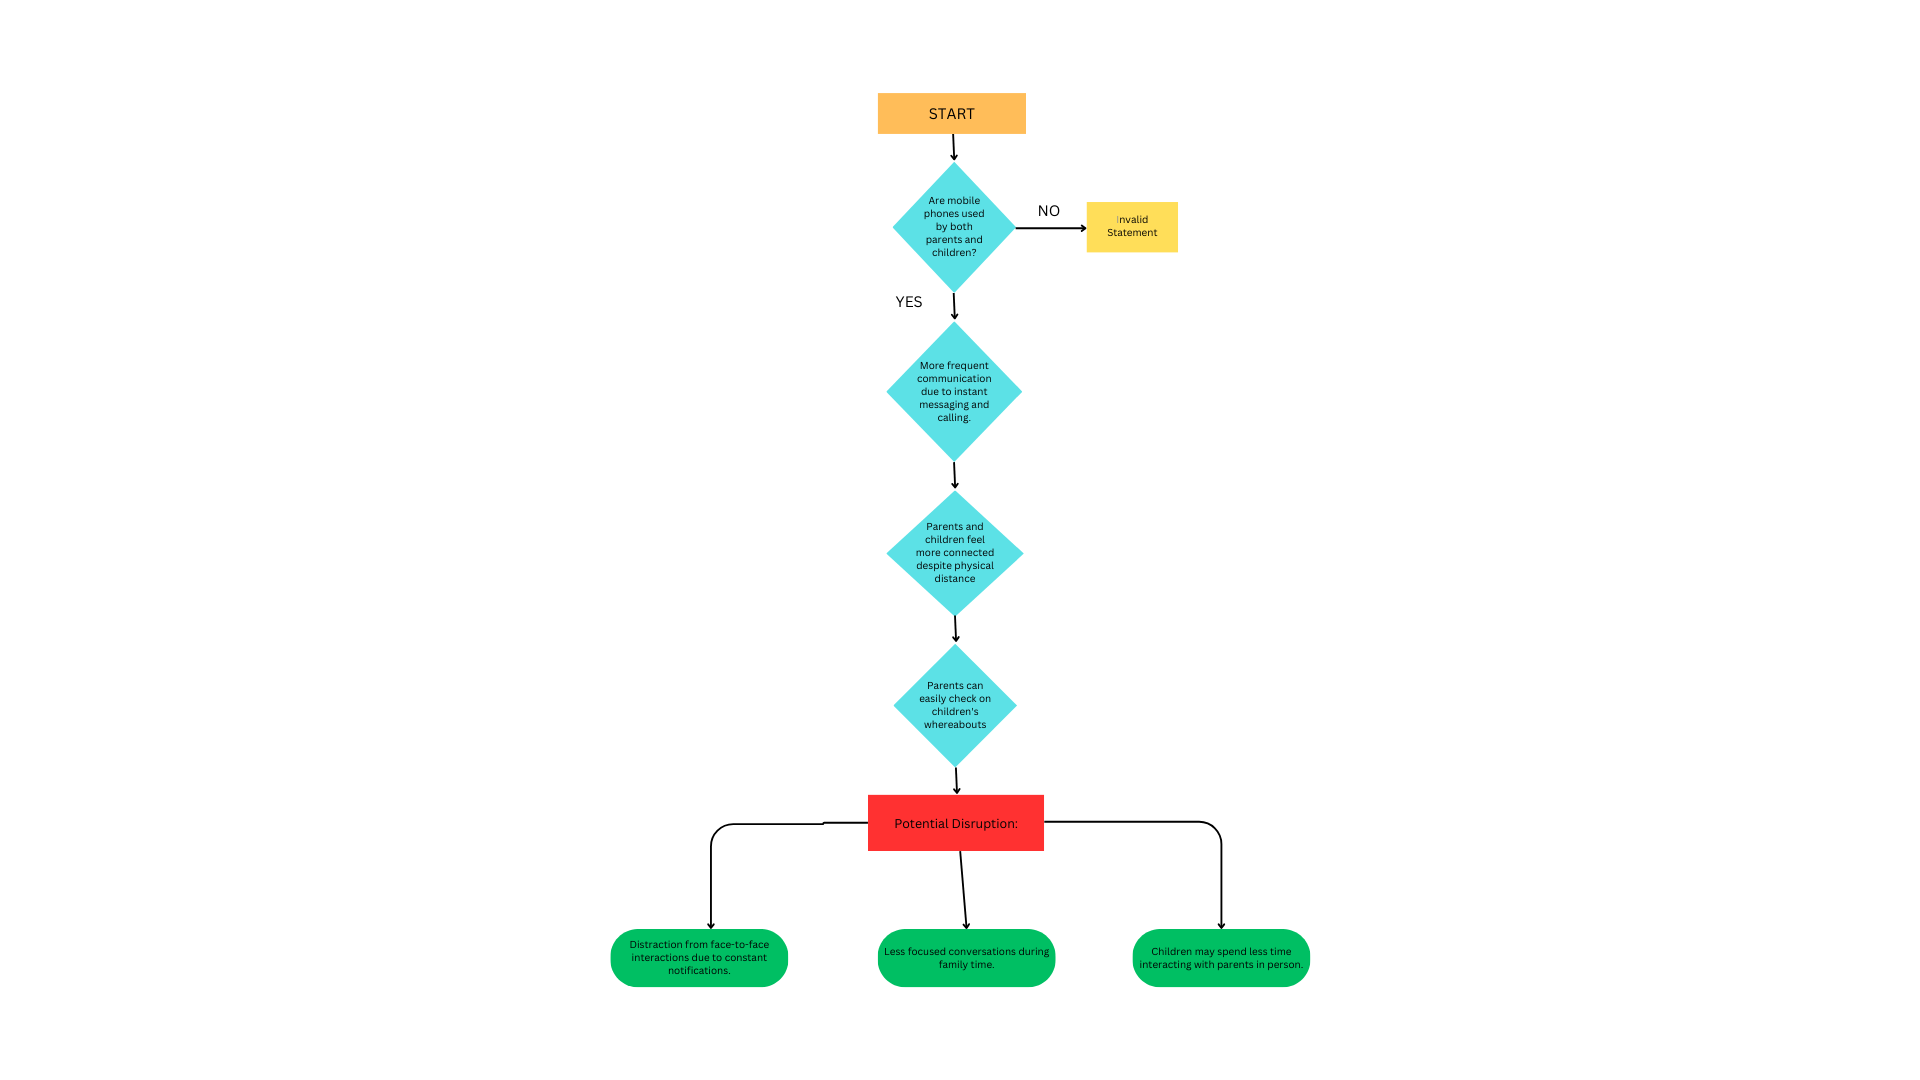 START
Are mobile
phones used
by both
parents and
children?
NO
Invalid
Statement
YES
More frequent
communication
due to instant
messaging and
calling.
Parents and
children feel
more connected
despite physical
distance
Parents can
easily check on
children's
whereabouts
Potential Disruption:
Distraction from face-to-face
interactions due to constant
notifications.
Less focused conversations during
family time.
Children may spend less time
interacting with parents in person.